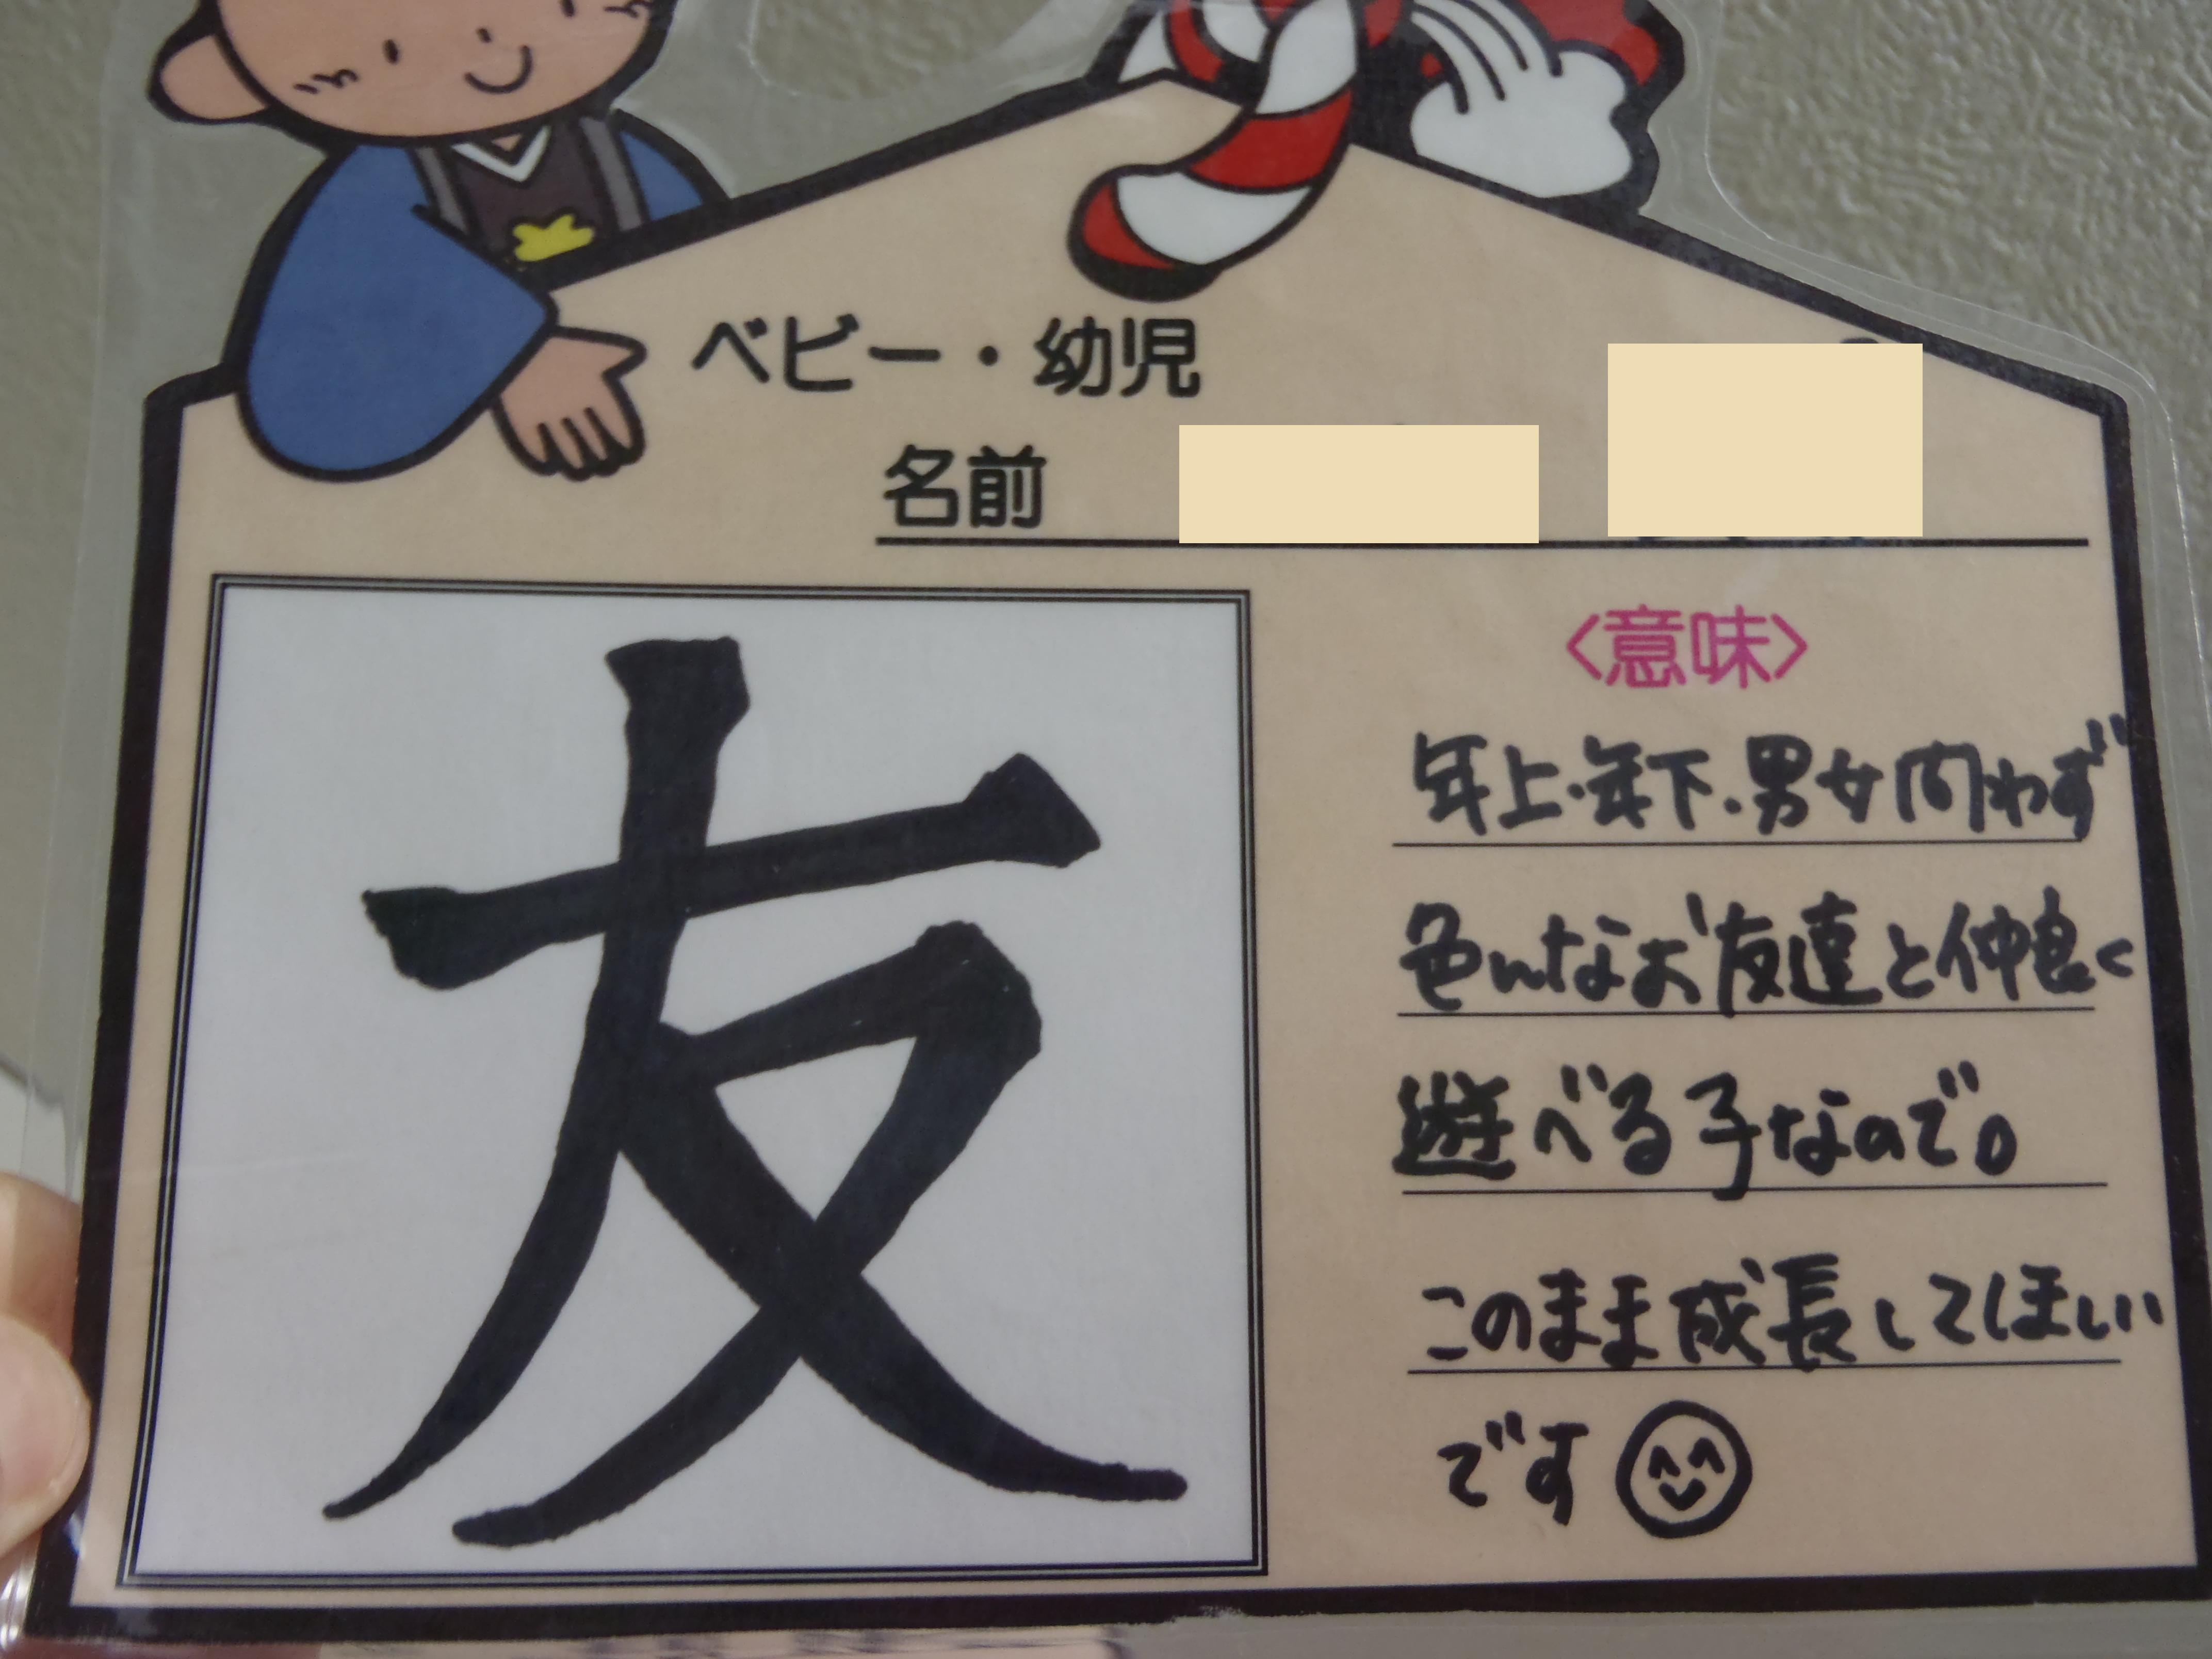 ベビー・幼児
名前
友
〈意味〉
年上・年下・男女問わず
色んなお友達と仲良く
遊べる子なので。
このまま成長してほしい
です